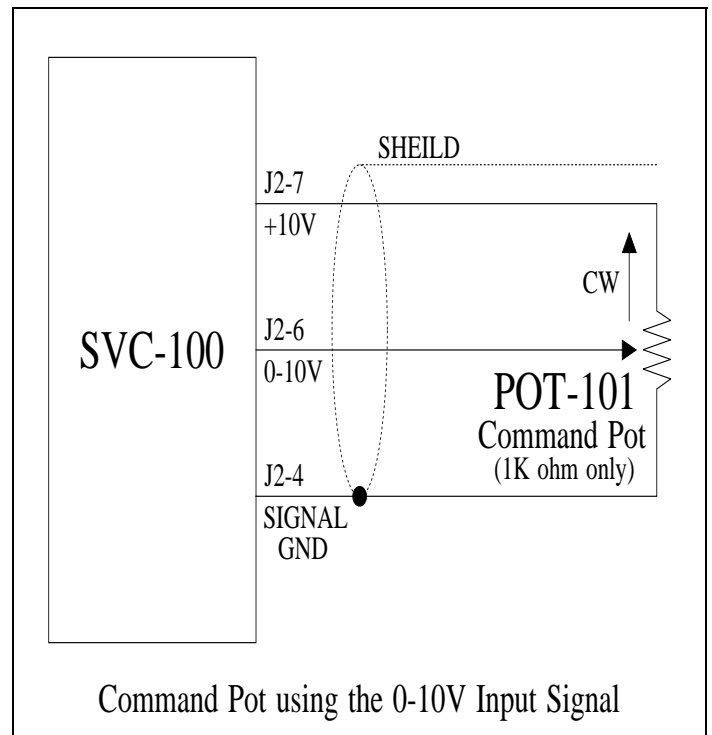 SHEILD
J2-7
+10V
CW
J2-6
SVC-100
0-10V
POT-101
Command Pot
(1K ohm only)
J2-4
SIGNAL
GND
Command Pot using the 0-10V Input Signal